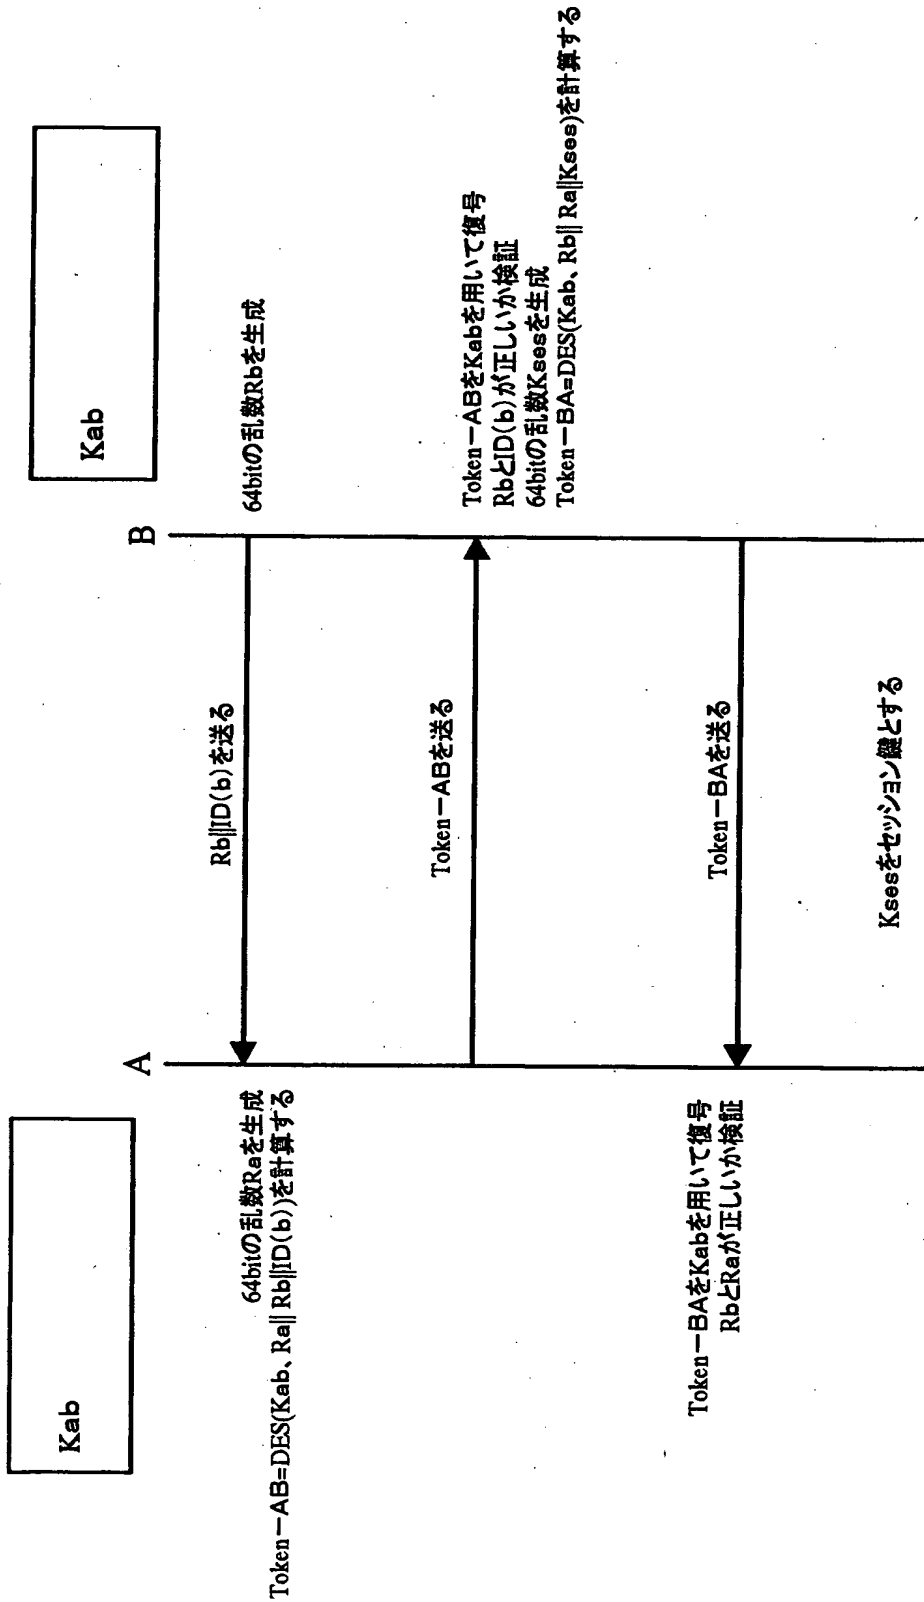 Kab
Kab
A
B
64bitの乱数Rbを生成
Rb||ID(b)を送る
64bitの乱数Raを生成
Token－AB=DES(Kab、Ra||Rb||ID(b))を計算する
Token－ABを送る
Token－ABをKabを用いて復号
RbとID(b)が正しいか検証
64bitの乱数Ksesを生成
Token－BA=DES(Kab、Rb||Ra||Kses)を計算する
Token－BAを送る
Token－BAをKabを用いて復号
RbとRaが正しいか検証
Ksesをセッション鍵とする